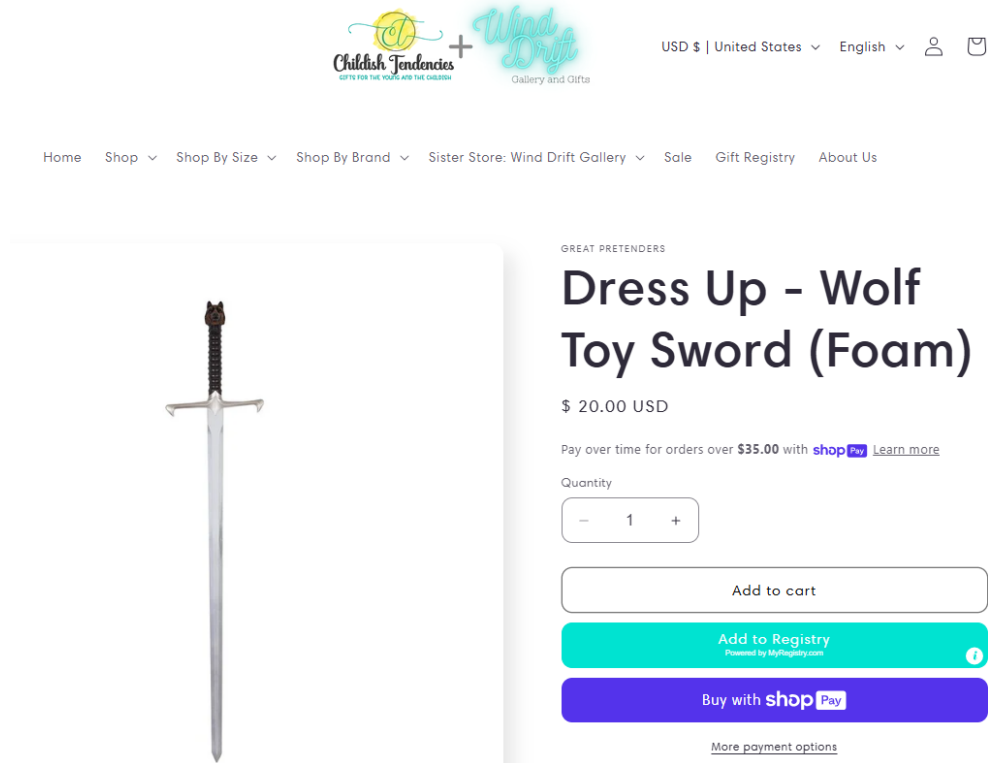 ct
Childish Tendencies
GIFTS FOR THE YOUNG AND THE CHILDISH
+
Wind
Drift
Gallery and Gifts
USD $ | United States
English
Home Shop Shop By Size Shop By Brand Sister Store: Wind Drift Gallery Sale Gift Registry About Us
GREAT PRETENDERS
Dress Up - Wolf
Toy Sword (Foam)
$ 20.00 USD
Pay over time for orders over $35.00 with shop Pay Learn more
Quantity
− 1 +
Add to cart
Add to Registry
Powered by MyRegistry.com
i
Buy with shop Pay
More payment options